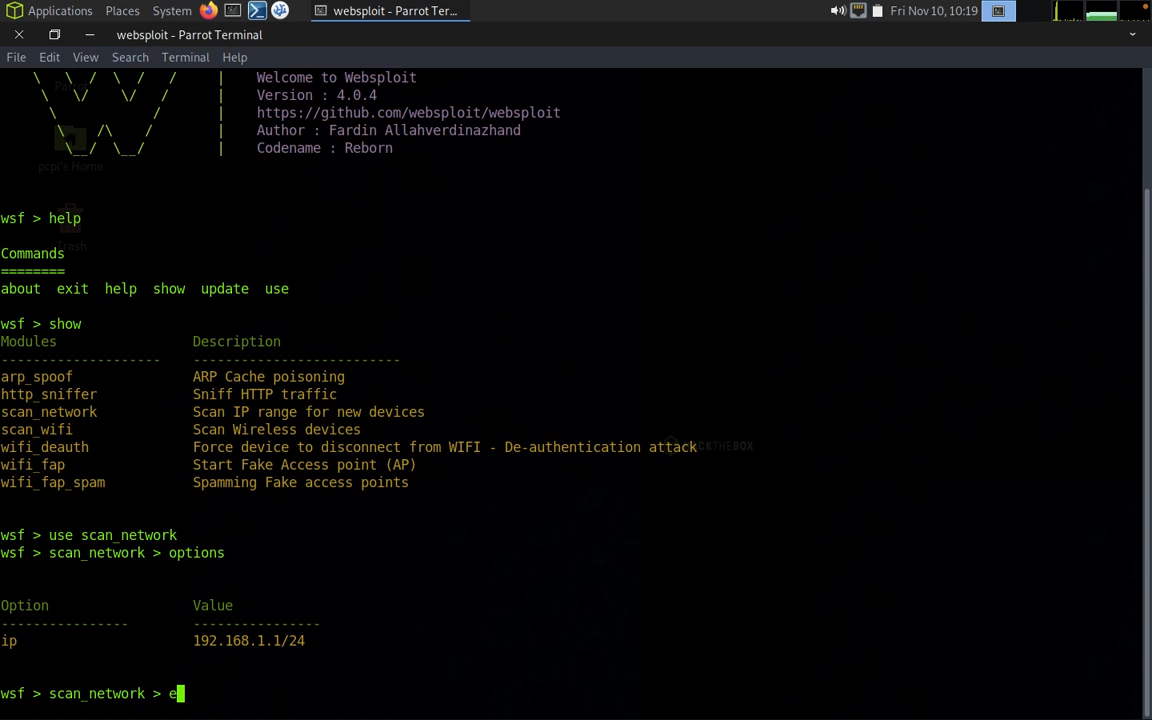 Applications Places System websploit - Parrot Ter... Fri Nov 10, 10:19
websploit - Parrot Terminal
File Edit View Search Terminal Help
\ \ / \ / / | Welcome to Websploit
\ \/ \/ / | Version : 4.0.4
\ / | https://github.com/websploit/websploit
\ /\ / | Author : Fardin Allahverdinazhand
\__/ \__/ | Codename : Reborn
pcpl's Home
wsf > help
Trash
Commands
========
about exit help show update use
wsf > show
Modules Description
-------------------- --------------------------
arp_spoof ARP Cache poisoning
http_sniffer Sniff HTTP traffic
scan_network Scan IP range for new devices
scan_wifi Scan Wireless devices
wifi_deauth Force device to disconnect from WIFI - De-authentication attack
wifi_fap Start Fake Access point (AP)
wifi_fap_spam Spamming Fake access points
wsf > use scan_network
wsf > scan_network > options
Option Value
---------------- ----------------
ip 192.168.1.1/24
wsf > scan_network > e